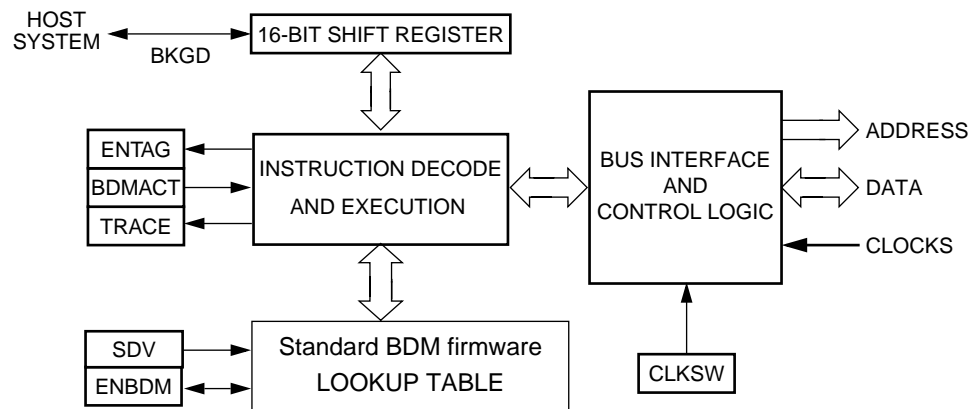 HOST
SYSTEM
BKGD
16-BIT SHIFT REGISTER
ENTAG
BDMACT
TRACE
INSTRUCTION DECODE
AND EXECUTION
BUS INTERFACE
AND
CONTROL LOGIC
ADDRESS
DATA
CLOCKS
SDV
ENBDM
Standard BDM firmware
LOOKUP TABLE
CLKSW